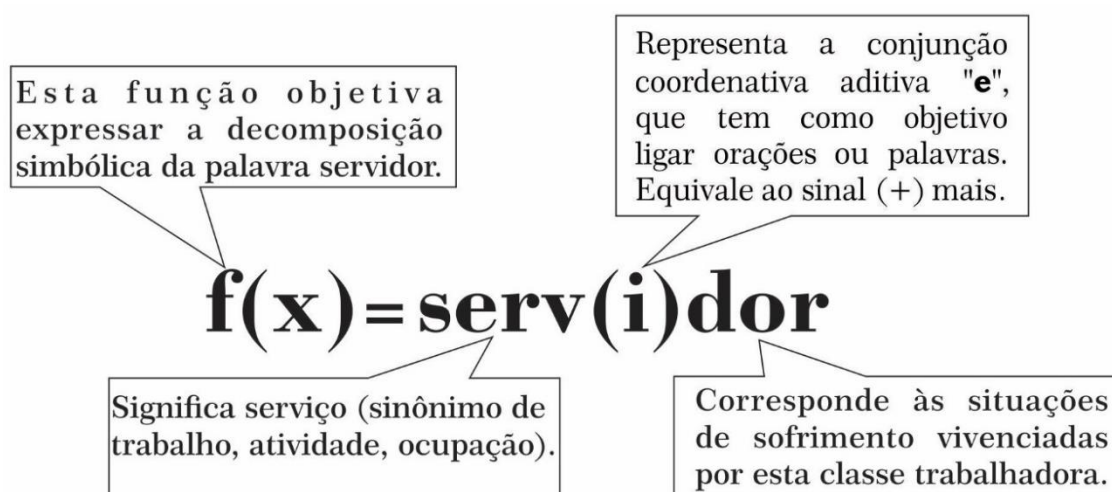 Esta função objetiva
expressar a decomposição
simbólica da palavra servidor.
Representa a conjunção
coordenativa aditiva "e",
que tem como objetivo
ligar orações ou palavras.
Equivale ao sinal (+) mais.
f(x)=serv(i)dor
Significa serviço (sinônimo de
trabalho, atividade, ocupação).
Corresponde às situações
de sofrimento vivenciadas
por esta classe trabalhadora.